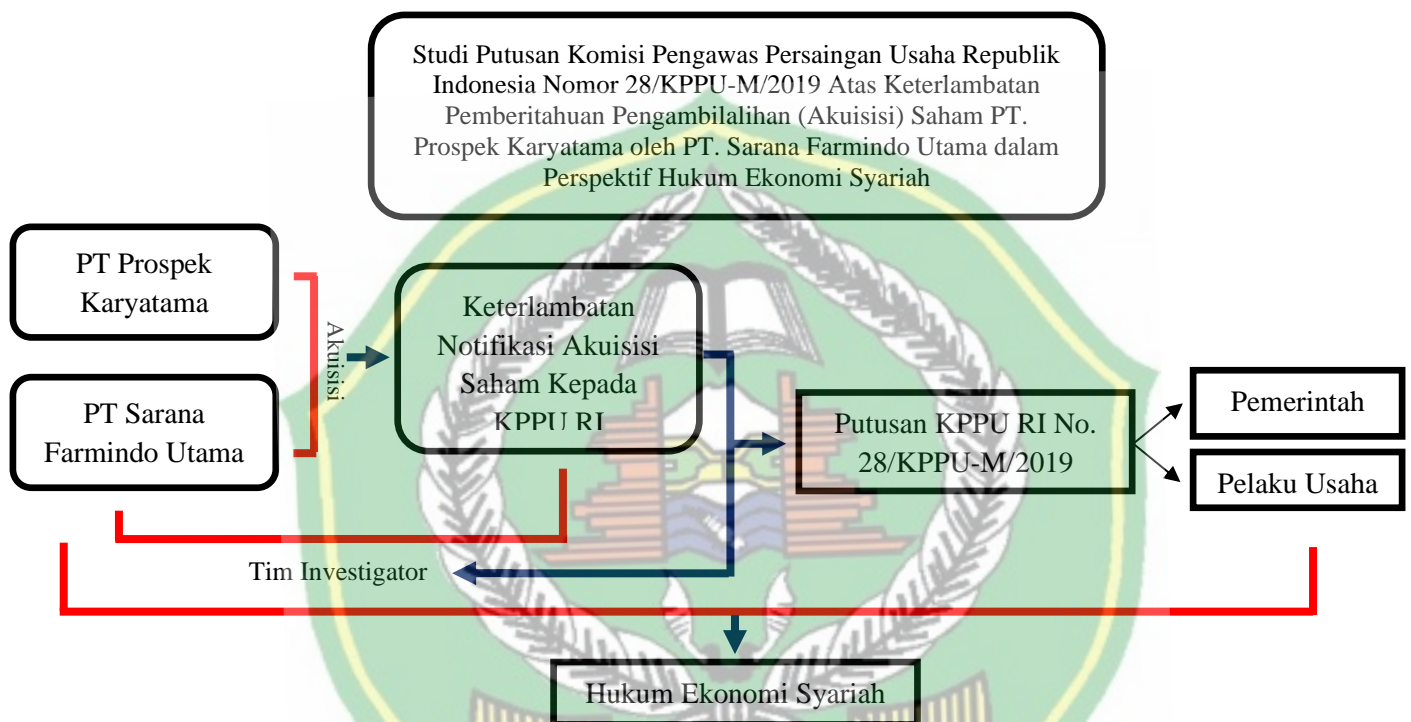 Studi Putusan Komisi Pengawas Persaingan Usaha Republik
Indonesia Nomor 28/KPPU-M/2019 Atas Keterlambatan
Pemberitahuan Pengambilalihan (Akuisisi) Saham PT.
Prospek Karyatama oleh PT. Sarana Farmindo Utama dalam
Perspektif Hukum Ekonomi Syariah
PT Prospek
Karyatama
PT Sarana
Farmindo Utama
Akuisisi
Keterlambatan
Notifikasi Akuisisi
Saham Kepada
KPPU RI
Putusan KPPU RI No.
28/KPPU-M/2019
Pemerintah
Pelaku Usaha
Tim Investigator
Hukum Ekonomi Syariah